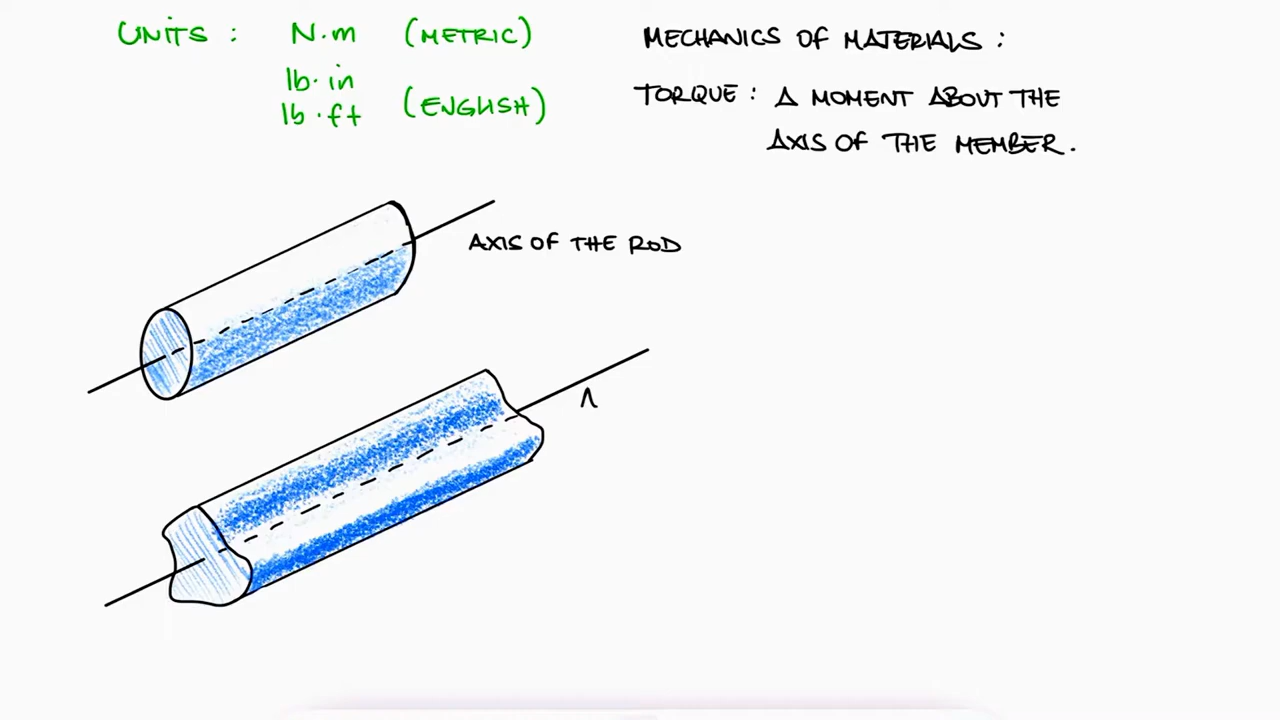 UNITS : N·m (METRIC)
lb·in
lb·ft (ENGLISH)
MECHANICS OF MATERIALS :
TORQUE : A MOMENT ABOUT THE
AXIS OF THE MEMBER.
AXIS OF THE ROD